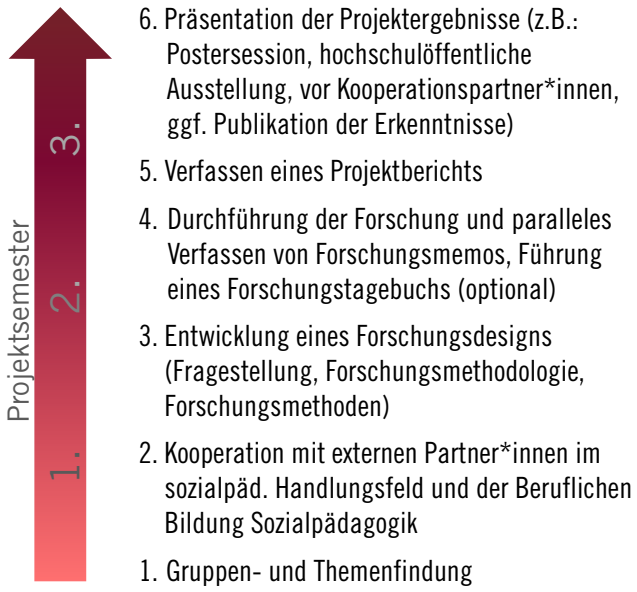 6. Präsentation der Projektergebnisse (z.B.:
Postersession, hochschulöffentliche
Ausstellung, vor Kooperationspartner*innen,
ggf. Publikation der Erkenntnisse)
5. Verfassen eines Projektberichts
4. Durchführung der Forschung und paralleles
Verfassen von Forschungsmemos, Führung
eines Forschungstagebuchs (optional)
3. Entwicklung eines Forschungsdesigns
(Fragestellung, Forschungsmethodologie,
Forschungsmethoden)
2. Kooperation mit externen Partner*innen im
sozialpäd. Handlungsfeld und der Beruflichen
Bildung Sozialpädagogik
1. Gruppen- und Themenfindung
Projektsemester
1.
2.
3.